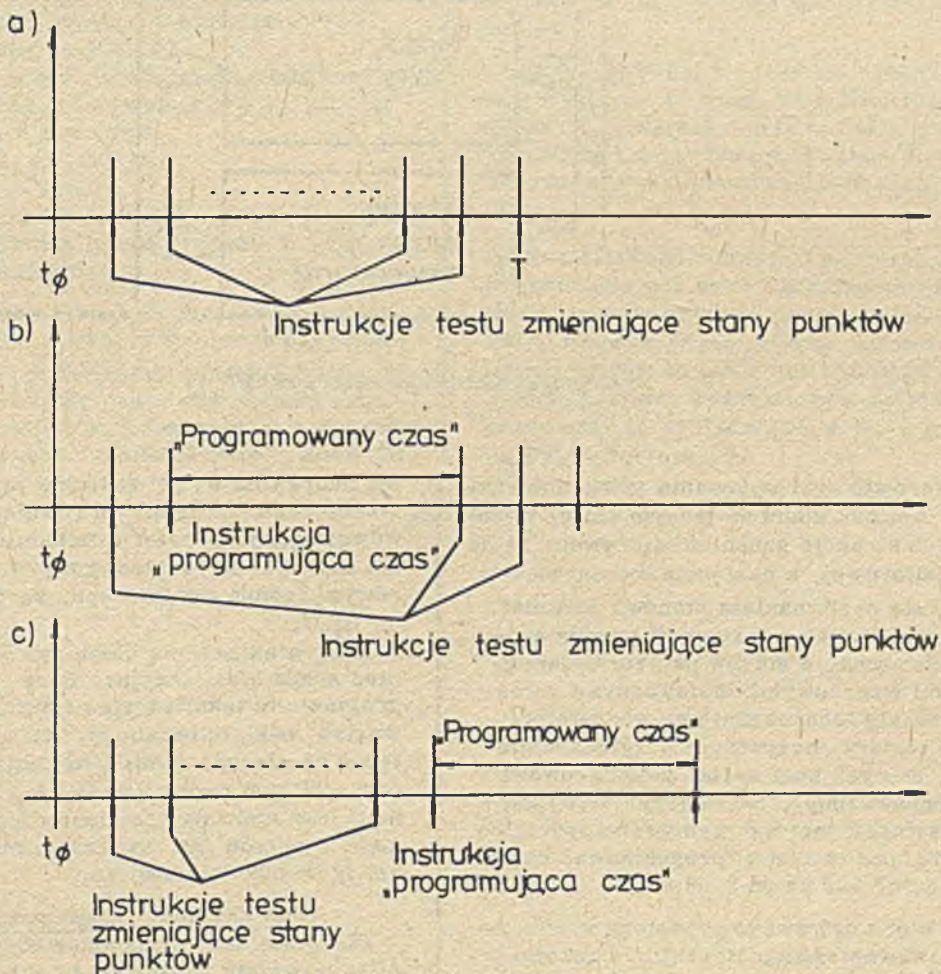 a)
tφ
T
Instrukcje testu zmieniające stany punktów
b)
„Programowany czas"
tφ
Instrukcja
„programująca czas"
Instrukcje testu zmieniające stany punktów
c)
„Programowany czas"
tφ
Instrukcja
„programująca czas"
Instrukcje testu
zmieniające stany
punktów